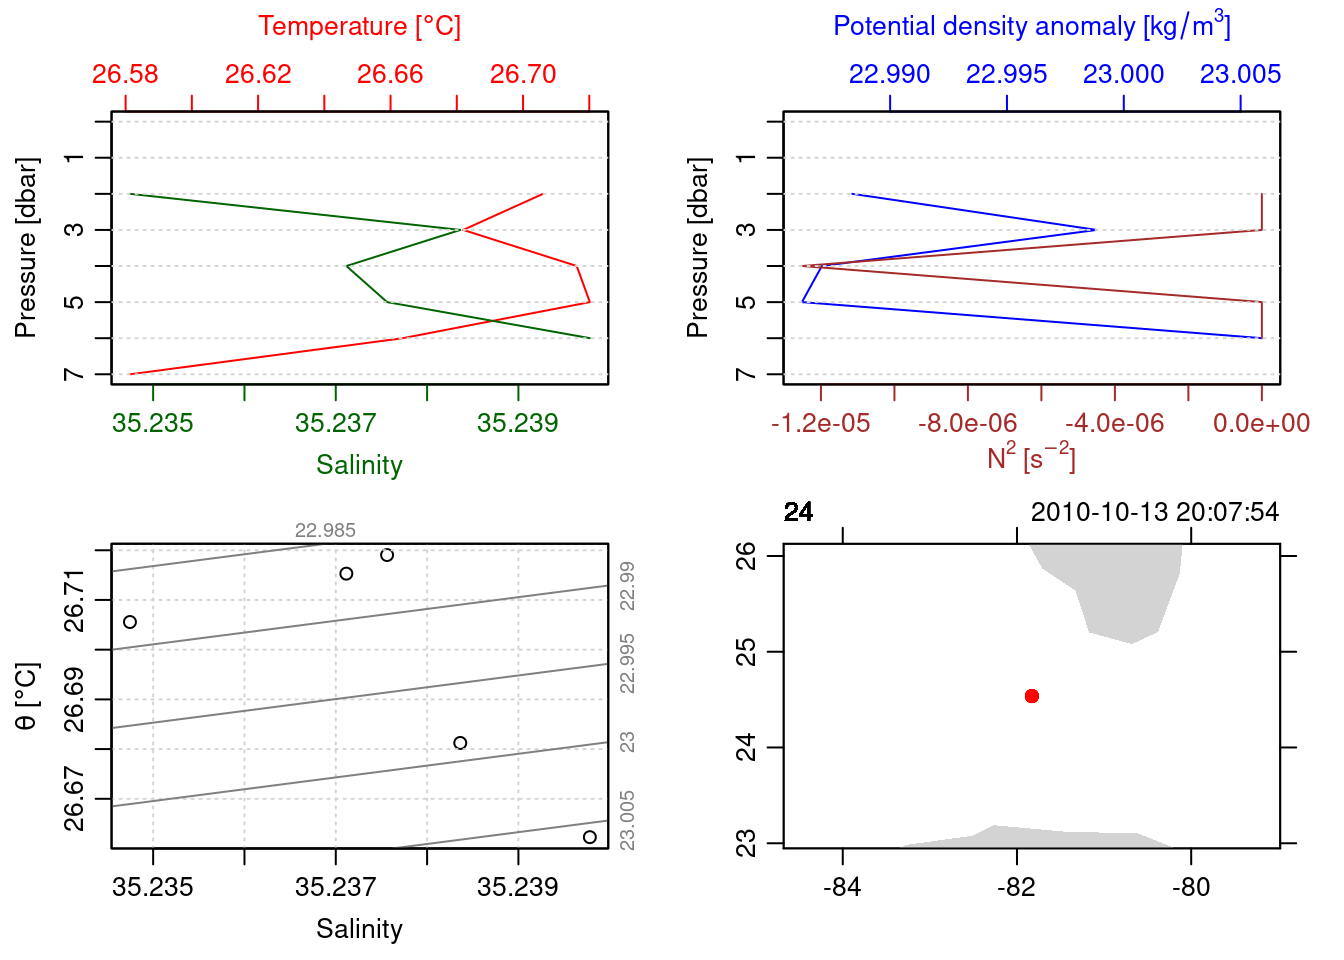 Temperature [°C]
26.58 26.62 26.66 26.70
Pressure [dbar]
1
3
5
7
35.235 35.237 35.239
Salinity
Potential density anomaly [kg/m³]
22.990 22.995 23.000 23.005
Pressure [dbar]
1
3
5
7
-1.2e-05 -8.0e-06 -4.0e-06 0.0e+00
N² [s⁻²]
22.985
θ [°C]
26.71
26.69
26.67
22.99
22.995
23
23.005
35.235 35.237 35.239
Salinity
24 2010-10-13 20:07:54
26
25
24
23
-84 -82 -80